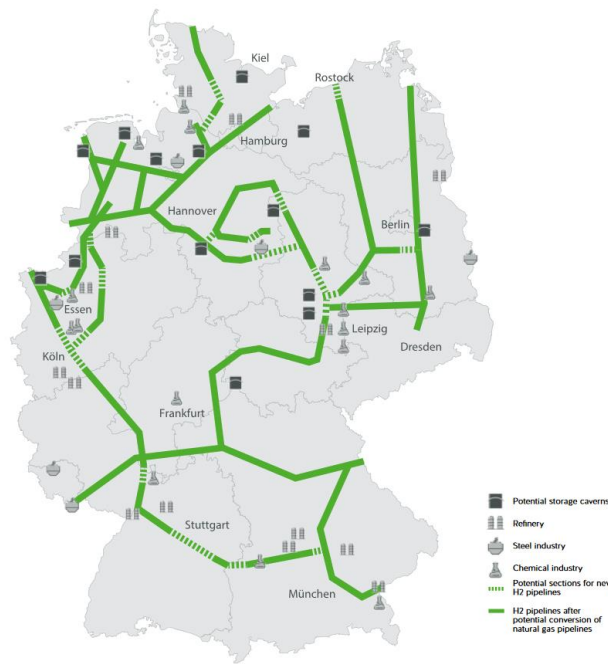 Kiel
Rostock
Hamburg
Hannover
Berlin
Essen
Leipzig
Köln
Dresden
Frankfurt
Stuttgart
München
Potential storage caverns
Refinery
Steel industry
Chemical industry
Potential sections for new
H2 pipelines
H2 pipelines after
potential conversion of
natural gas pipelines